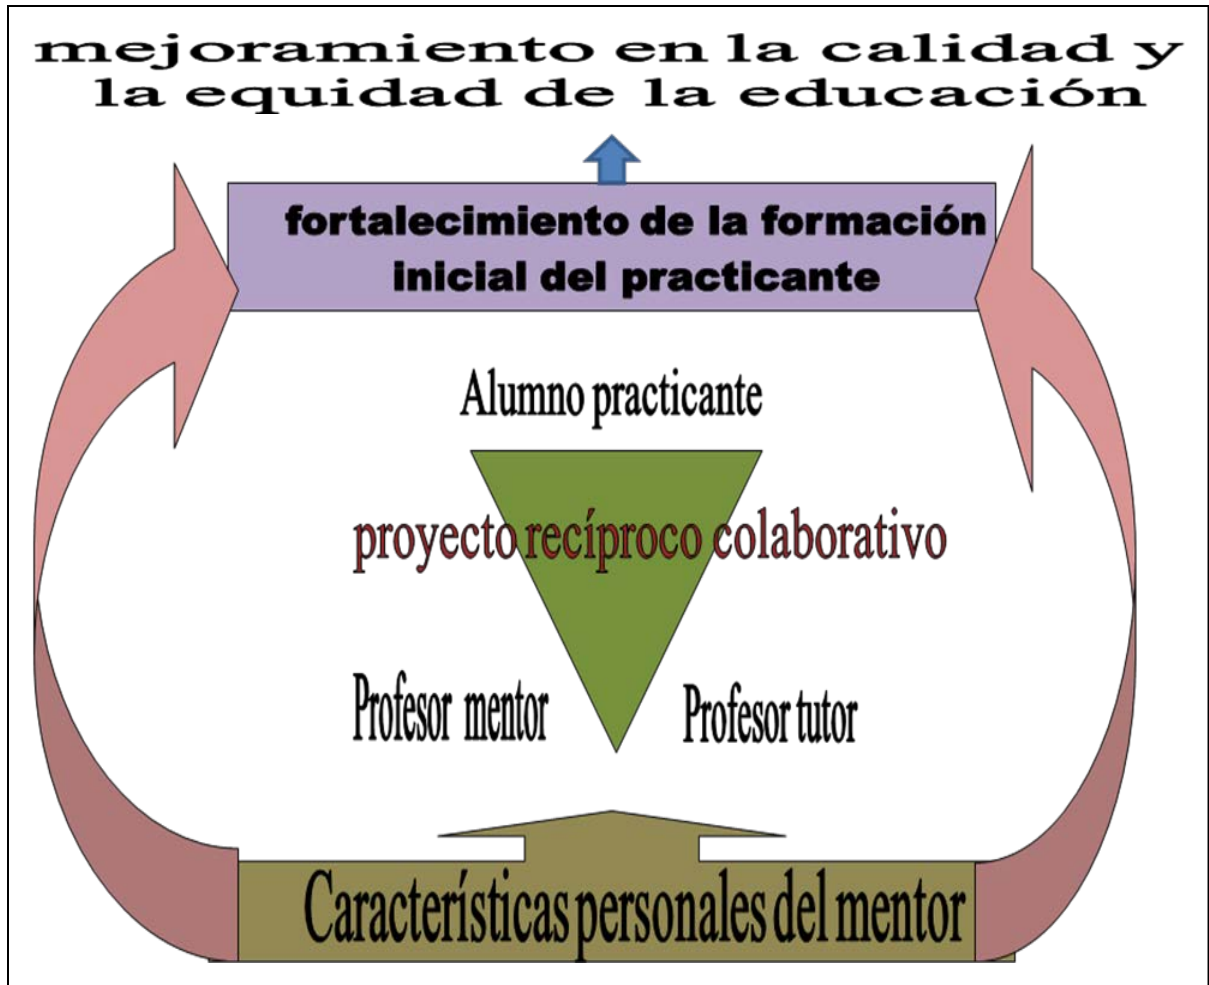 mejoramiento en la calidad y
la equidad de la educación
fortalecimiento de la formación
inicial del practicante
Alumno practicante
proyecto recíproco colaborativo
Profesor mentor
Profesor tutor
Características personales del mentor